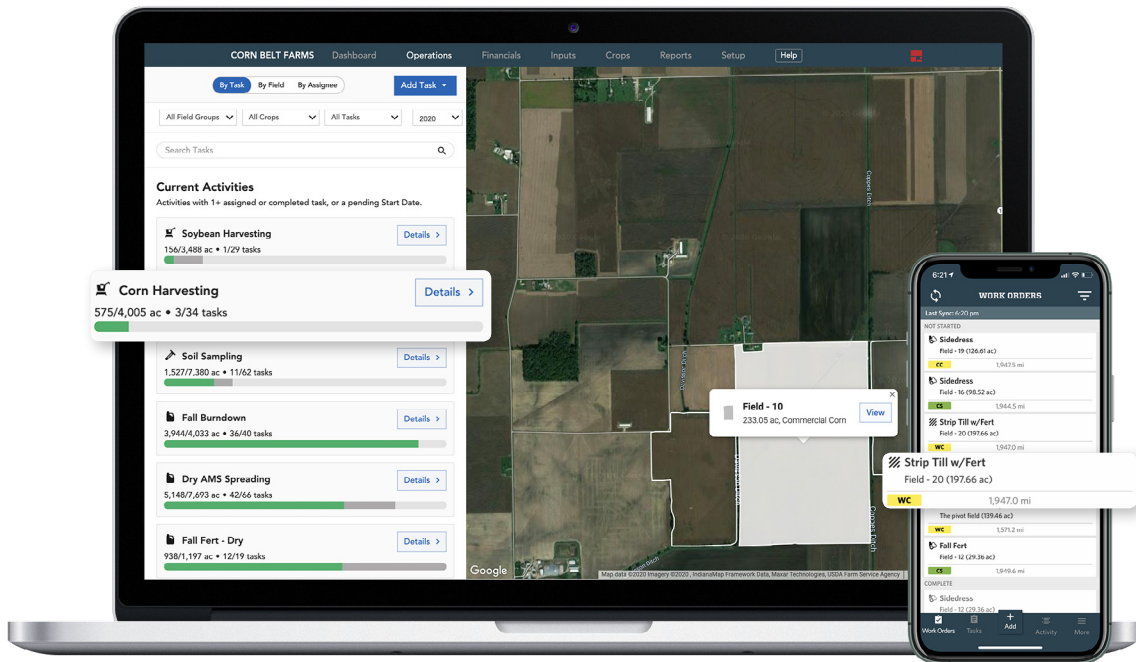 CORN BELT FARMS Dashboard Operations Financials Inputs Crops Reports Setup Help
By Task By Field By Assignee
Add Task
All Field Groups All Crops All Tasks 2020
Search Tasks
Current Activities
Activities with 1+ assigned or completed task, or a pending Start Date.
Soybean Harvesting
Details >
156/3,488 ac • 1/29 tasks
Corn Harvesting
Details >
575/4,005 ac • 3/34 tasks
Soil Sampling
Details >
1,527/7,380 ac • 11/62 tasks
Fall Burndown
Details >
3,944/4,033 ac • 36/40 tasks
Dry AMS Spreading
Details >
5,148/7,693 ac • 42/66 tasks
Fall Fert - Dry
Details >
938/1,197 ac • 12/19 tasks
Field - 10
233.05 ac, Commercial Corn
View
Google
Map data ©2020 Imagery ©2020 , IndianaMap Framework Data, Maxar Technologies, USDA Farm Service Agency
6:21
WORK ORDERS
Last Sync: 6:20 pm
NOT STARTED
Sidedress
Field - 19 (126.61 ac)
CC 1,947.5 mi
Sidedress
Field - 16 (98.52 ac)
CS 1,944.5 mi
Strip Till w/Fert
Field - 20 (197.66 ac)
WC 1,947.0 mi
Strip Till w/Fert
Field - 20 (197.66 ac)
WC 1,947.0 mi
The pivot field (139.46 ac)
WC 1,571.2 mi
Fall Fert
Field - 12 (29.36 ac)
CS 1,949.6 mi
COMPLETE
Sidedress
Field - 12 (29.36 ac)
Work Orders Tasks Add Activity More